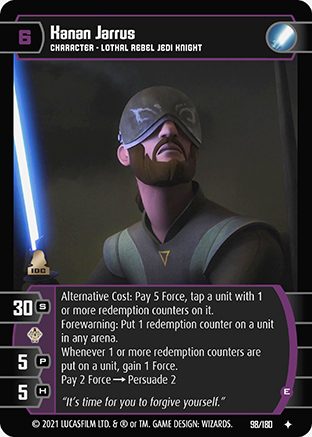 6
Kanan Jarrus
CHARACTER - LOTHAL REBEL JEDI KNIGHT
IDC
30 S
5 P
5 H
Alternative Cost: Pay 5 Force, tap a unit with 1
or more redemption counters on it.
Forewarning: Put 1 redemption counter on a unit
in any arena.
Whenever 1 or more redemption counters are
put on a unit, gain 1 Force.
Pay 2 Force → Persuade 2
E
"It's time for you to forgive yourself."
© 2021 LUCASFILM LTD. & ® or TM. GAME DESIGN: WIZARDS. 98/180